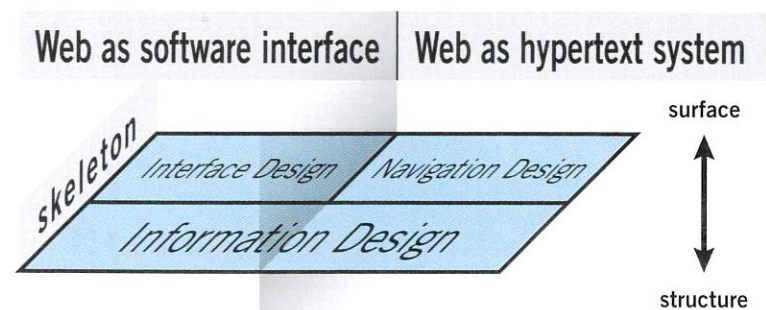 Web as software interface
Web as hypertext system
surface
skeleton
Interface Design
Navigation Design
Information Design
structure